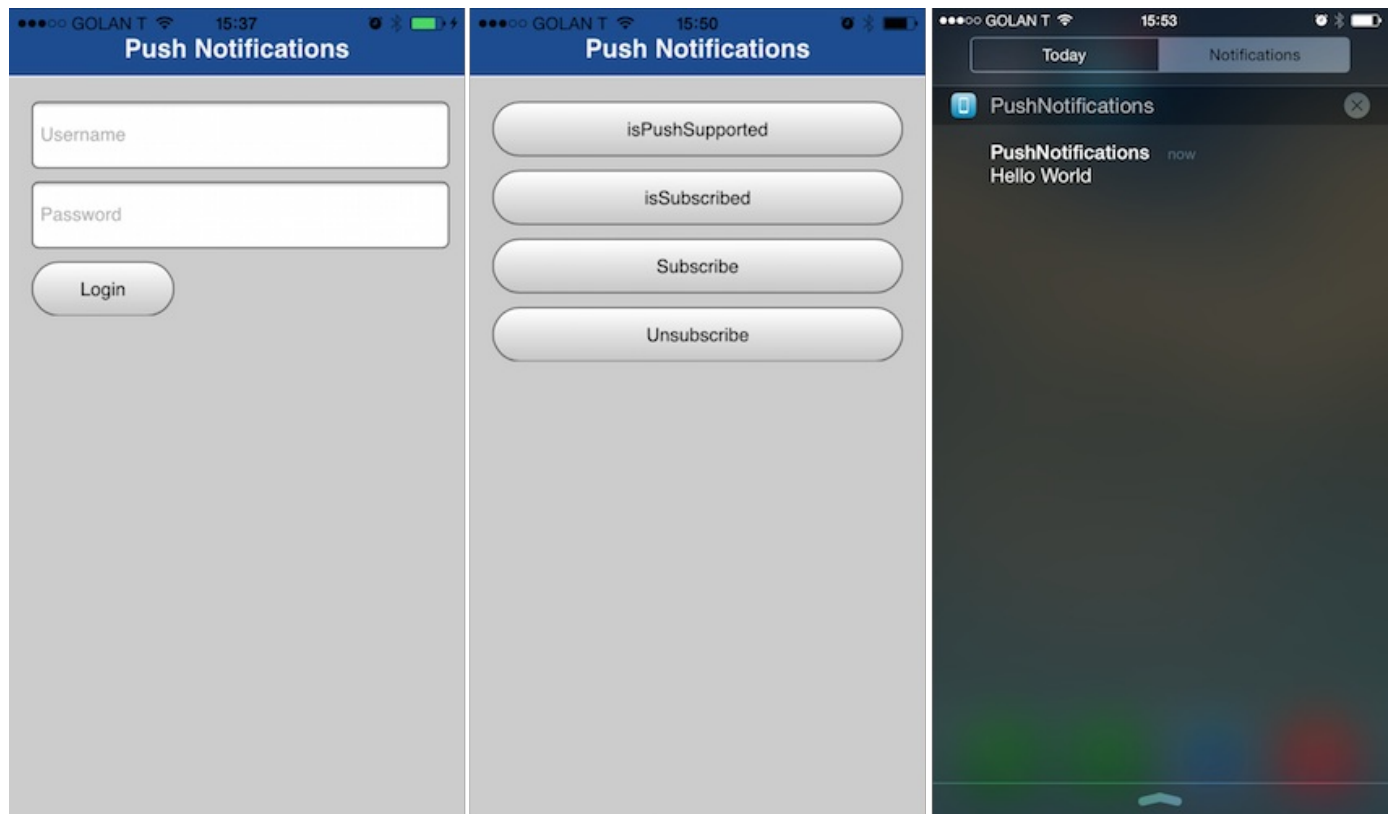 GOLAN T 15:37
Push Notifications
Username
Password
Login
GOLAN T 15:50
Push Notifications
isPushSupported
isSubscribed
Subscribe
Unsubscribe
GOLAN T 15:53
Today Notifications
PushNotifications
PushNotifications now
Hello World